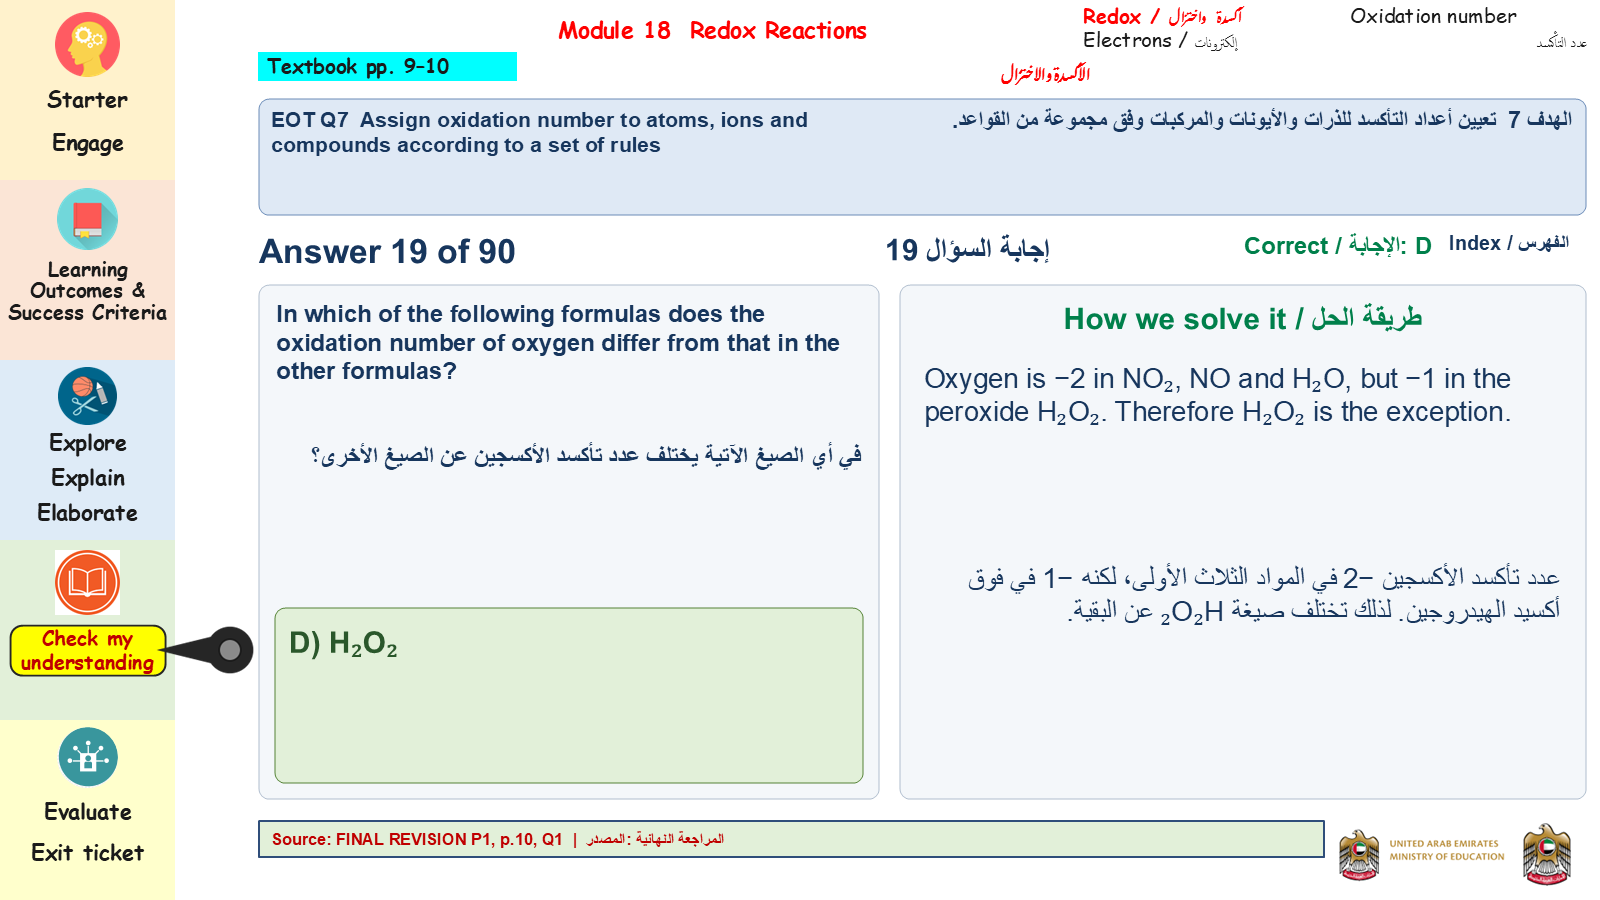 Starter
Engage
Learning
Outcomes &
Success Criteria
Explore
Explain
Elaborate
Check my
understanding
Evaluate
Exit ticket
Module 18 Redox Reactions
Redox / أكسدة واختزال
Electrons / إلكترونات
Oxidation number
عدد التأكسد
Textbook pp. 9–10
الأكسدة والاختزال
EOT Q7 Assign oxidation number to atoms, ions and
compounds according to a set of rules
الهدف 7 تعيين أعداد التأكسد للذرات والأيونات والمركبات وفق مجموعة من القواعد.
Answer 19 of 90
إجابة السؤال 19
Correct / الإجابة: D
Index / الفهرس
In which of the following formulas does the
oxidation number of oxygen differ from that in the
other formulas?
في أي الصيغ الآتية يختلف عدد تأكسد الأكسجين عن الصيغ الأخرى؟
D) H₂O₂
How we solve it / طريقة الحل
Oxygen is −2 in NO₂, NO and H₂O, but −1 in the
peroxide H₂O₂. Therefore H₂O₂ is the exception.
عدد تأكسد الأكسجين −2 في المواد الثلاث الأولى، لكنه −1 في فوق
أكسيد الهيدروجين. لذلك تختلف صيغة H₂O₂ عن البقية.
Source: FINAL REVISION P1, p.10, Q1 | المصدر: المراجعة النهائية
UNITED ARAB EMIRATES
MINISTRY OF EDUCATION